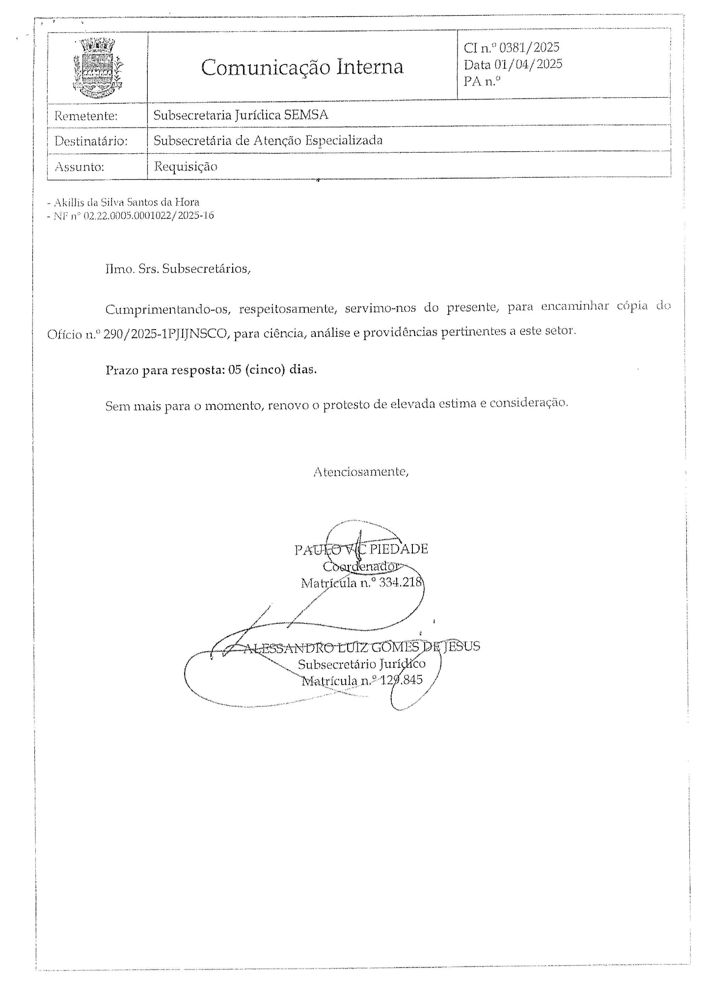 Comunicação Interna
CI n.º 0381/2025
Data 01/04/2025
PA n.º
Remetente: Subsecretaria Jurídica SEMSA
Destinatário: Subsecretária de Atenção Especializada
Assunto: Requisição
- Akillis da Silva Santos da Hora
- NF nº 02.22.0005.0001022/2025-16
Ilmo. Srs. Subsecretários,
Cumprimentando-os, respeitosamente, servimo-nos do presente, para encaminhar cópia do
Ofício n.º 290/2025-1PJIJNSCO, para ciência, análise e providências pertinentes a este setor.
Prazo para resposta: 05 (cinco) dias.
Sem mais para o momento, renovo o protesto de elevada estima e consideração.
Atenciosamente,
PAULO V C PIEDADE
Coordenador
Matrícula n.º 334.218
ALESSANDRO LUIZ GOMES DE JESUS
Subsecretário Jurídico
Matrícula n.º 129.845